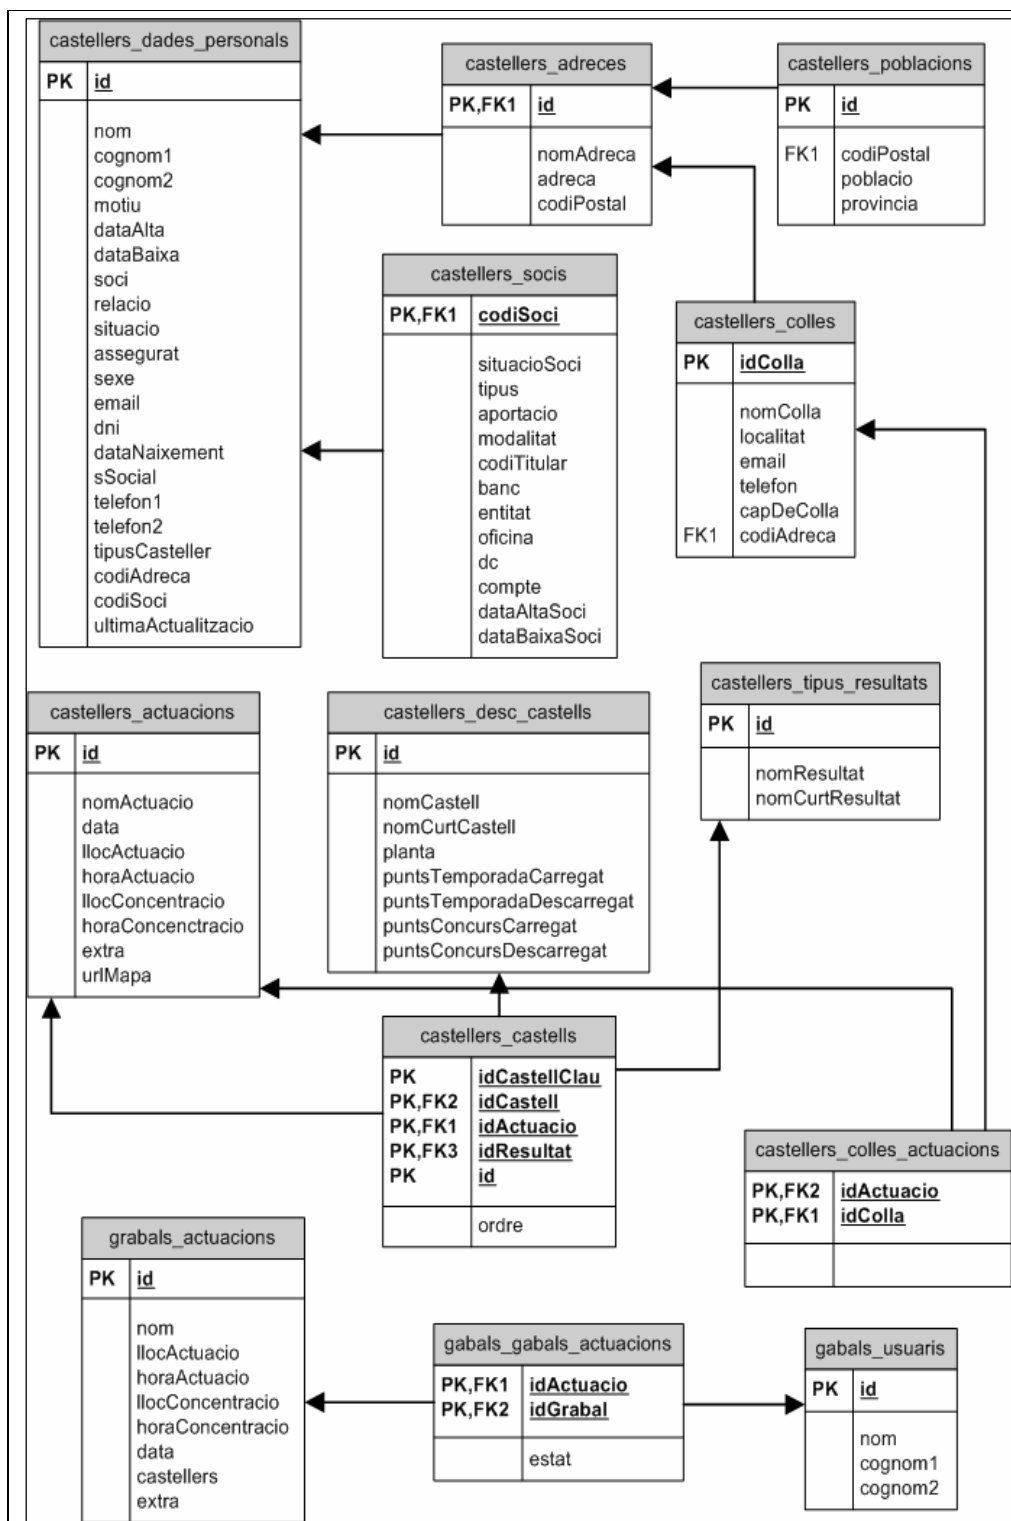 castellers_dades_personals
PK id
nom
cognom1
cognom2
motiu
dataAlta
dataBaixa
soci
relacio
situacio
assegurat
sexe
email
dni
dataNaixement
sSocial
telefon1
telefon2
tipusCasteller
codiAdreca
codiSoci
ultimaActualitzacio
castellers_adreces
PK,FK1 id
nomAdreca
adreca
codiPostal
castellers_poblacions
PK id
FK1 codiPostal
poblacio
provincia
castellers_socis
PK,FK1 codiSoci
situacioSoci
tipus
aportacio
modalitat
codiTitular
banc
entitat
oficina
dc
compte
dataAltaSoci
dataBaixaSoci
castellers_colles
PK idColla
nomColla
localitat
email
telefon
capDeColla
FK1 codiAdreca
castellers_actuacions
PK id
nomActuacio
data
llocActuacio
horaActuacio
llocConcentracio
horaConcenctracio
extra
urlMapa
castellers_desc_castells
PK id
nomCastell
nomCurtCastell
planta
puntsTemporadaCarregat
puntsTemporadaDescarregat
puntsConcursCarregat
puntsConcursDescarregat
castellers_tipus_resultats
PK id
nomResultat
nomCurtResultat
castellers_castells
PK idCastellClau
PK,FK2 idCastell
PK,FK1 idActuacio
PK,FK3 idResultat
PK id
ordre
castellers_colles_actuacions
PK,FK2 idActuacio
PK,FK1 idColla
grabals_actuacions
PK id
nom
llocActuacio
horaActuacio
llocConcentracio
horaConcentracio
data
castellers
extra
gabals_gabals_actuacions
PK,FK1 idActuacio
PK,FK2 idGrabal
estat
gabals_usuaris
PK id
nom
cognom1
cognom2